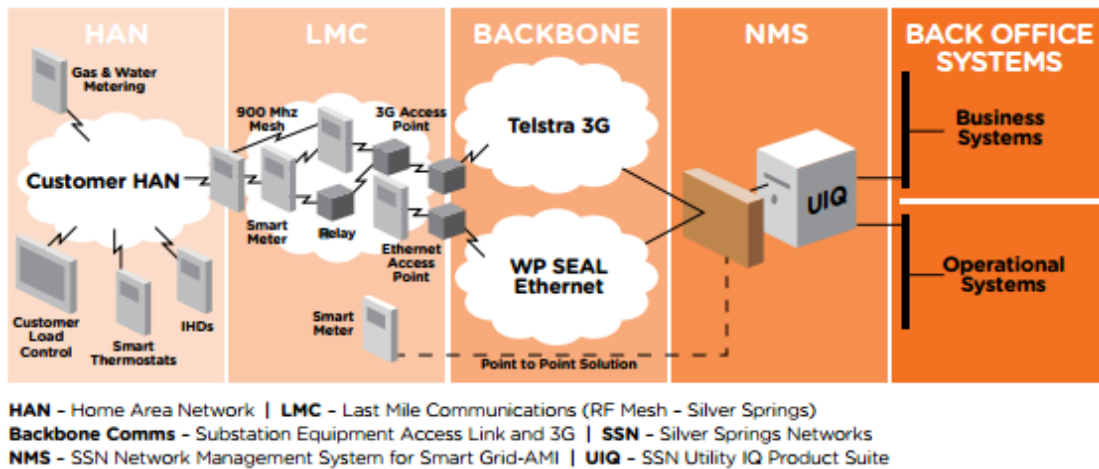 HAN
LMC
BACKBONE
NMS
BACK OFFICE
SYSTEMS
Gas & Water
Metering
Customer HAN
Customer
Load
Control
Smart
Thermostats
IHDs
900 Mhz
Mesh
3G Access
Point
Smart
Meter
Relay
Ethernet
Access
Point
Smart
Meter
Telstra 3G
WP SEAL
Ethernet
Point to Point Solution
UIQ
Business
Systems
Operational
Systems
HAN – Home Area Network | LMC – Last Mile Communications (RF Mesh – Silver Springs)
Backbone Comms – Substation Equipment Access Link and 3G | SSN – Silver Springs Networks
NMS – SSN Network Management System for Smart Grid-AMI | UIQ – SSN Utility IQ Product Suite